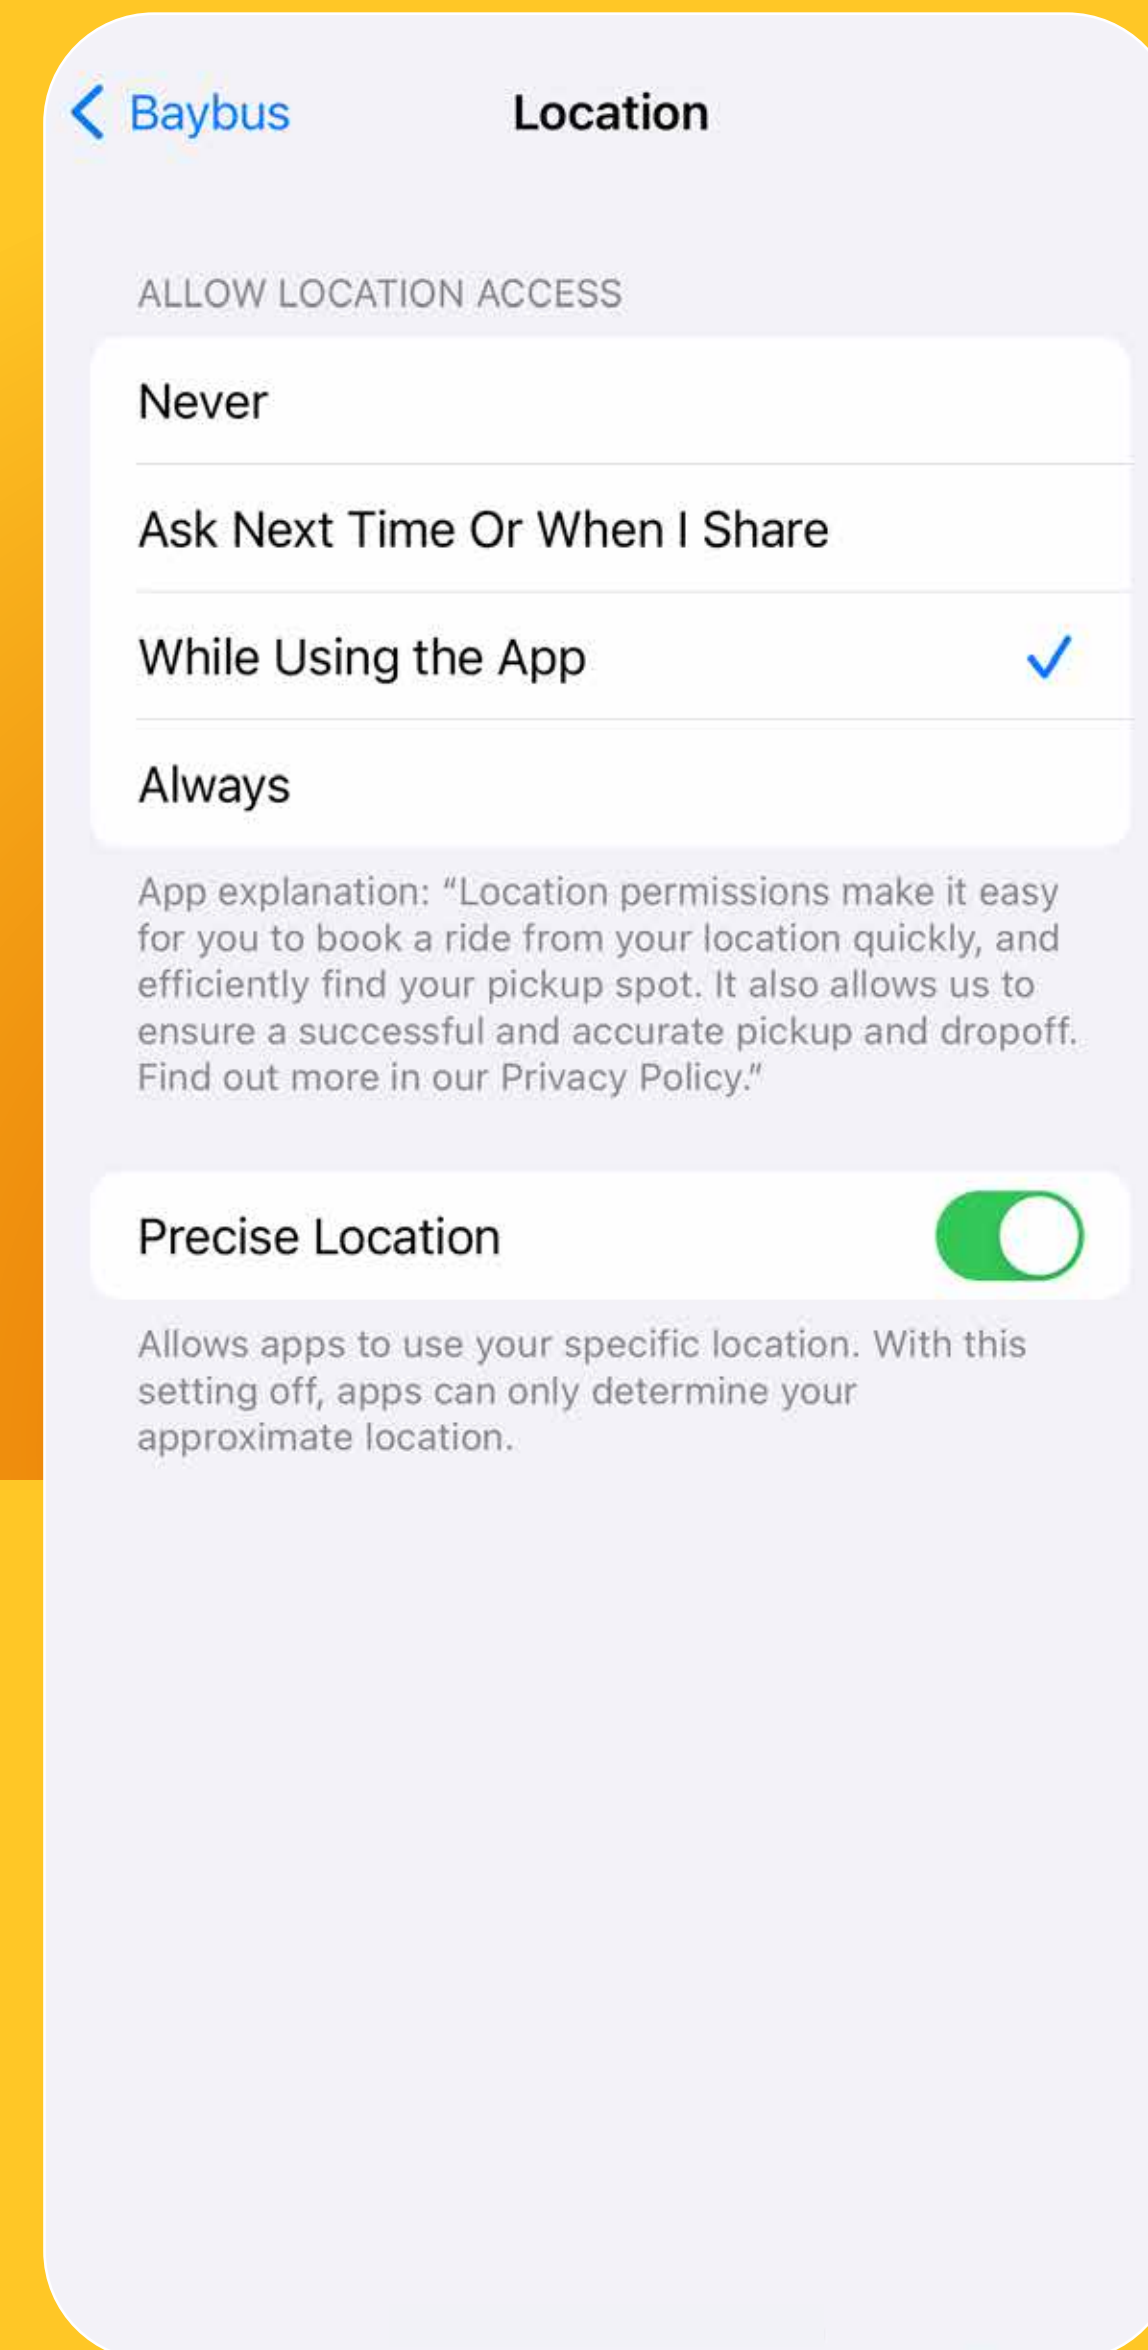 Baybus
Location
ALLOW LOCATION ACCESS
Never
Ask Next Time Or When I Share
While Using the App
Always
App explanation: “Location permissions make it easy
for you to book a ride from your location quickly, and
efficiently find your pickup spot. It also allows us to
ensure a successful and accurate pickup and dropoff.
Find out more in our Privacy Policy.”
Precise Location
Allows apps to use your specific location. With this
setting off, apps can only determine your
approximate location.